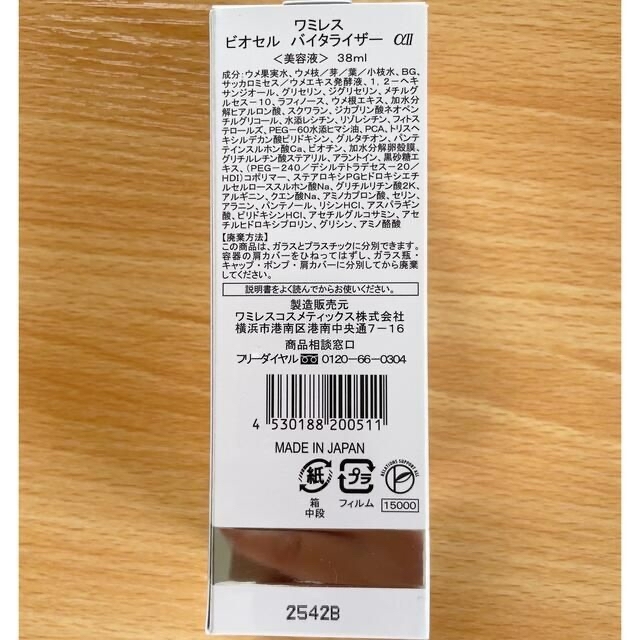 ワミレス
ビオセル バイタライザー αⅡ
＜美容液＞ 38ml
成分：ウメ果実水、ウメ枝／芽／葉／小枝水、BG、
サッカロミセス／ウメエキス発酵液、1，2－ヘキ
サンジオール、グリセリン、ジグリセリン、メチルグ
ルセス－10、ラフィノース、ウメ根エキス、加水分
解ヒアルロン酸、スクワラン、ジカプリン酸ネオペン
チルグリコール、水添レシチン、リゾレシチン、フィトス
テロールズ、PEG－60水添ヒマシ油、PCA、トリスヘ
キシルデカン酸ピリドキシン、グルタチオン、パンテ
テインスルホン酸Ca、ビオチン、加水分解卵殻膜、
グリチルレチン酸ステアリル、アラントイン、黒砂糖エ
キス、（PEG－240／デシルテトラデセス－20／
HDI）コポリマー、ステアロキシPGヒドロキシエチ
ルセルローススルホン酸Na、グリチルリチン酸2K、
アルギニン、クエン酸Na、アミノカプロン酸、セリン、
アラニン、パンテノール、リシンHCl、アスパラギン
酸、ピリドキシンHCl、アセチルグルコサミン、アセ
チルヒドロキシプロリン、グリシン、アミノ酪酸
【廃棄方法】
この商品は、ガラスとプラスチックに分別できます。
容器の肩カバーをひねってはずし、ガラス瓶・
キャップ・ポンプ・肩カバーに分別してから廃棄
してください。
説明書をよく読んでからお使いください。
製造販売元
ワミレスコスメティックス株式会社
横浜市港南区港南中央通7－16
商品相談窓口
フリーダイヤル 0120－66－0304
4 530188 200511
MADE IN JAPAN
紙 プラ RELATIONS SUPPORT ACE
箱 フィルム 15000
中段
2542B